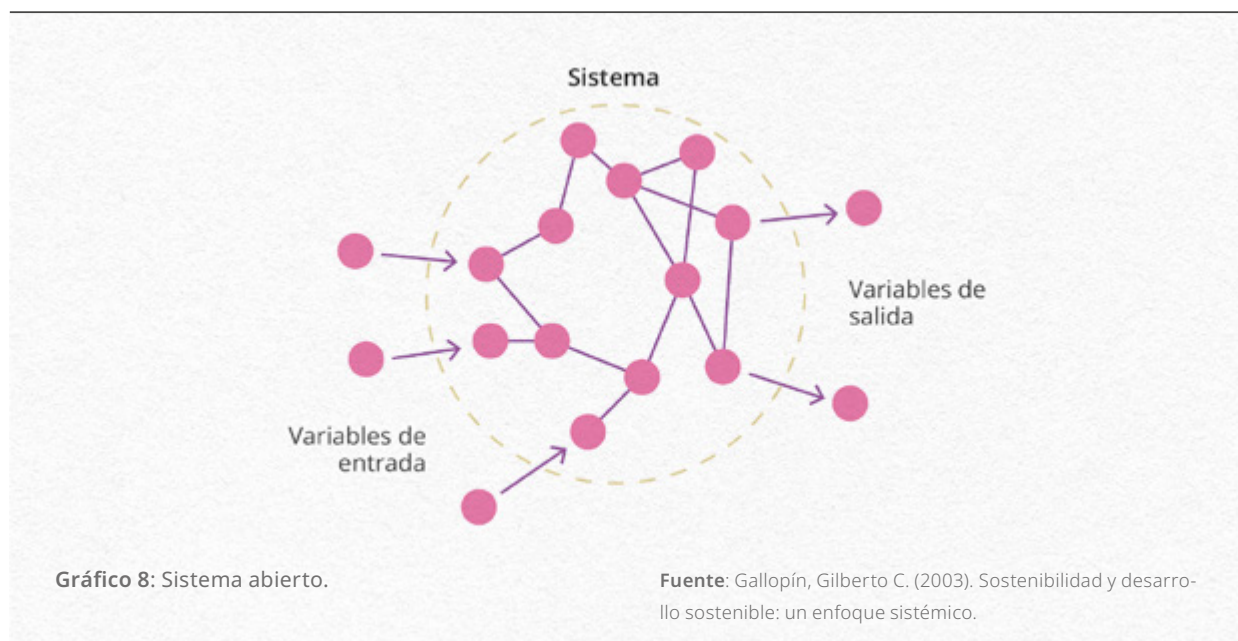 Sistema
Variables de
salida
Variables de
entrada
Gráfico 8: Sistema abierto.
Fuente: Gallopín, Gilberto C. (2003). Sostenibilidad y desarro-
llo sostenible: un enfoque sistémico.